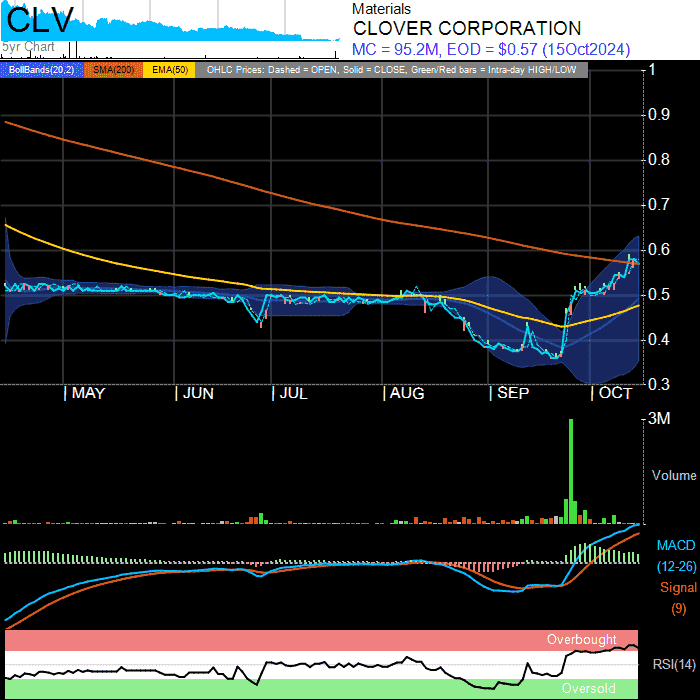 CLV
5yr Chart
Materials
CLOVER CORPORATION
MC = 95.2M, EOD = $0.57 (15Oct2024)
BollBands(20,2) SMA(200) EMA(50) OHLC Prices: Dashed = OPEN, Solid = CLOSE, Green/Red bars = Intra-day HIGH/LOW
1
0.9
0.8
0.7
0.6
0.5
0.4
0.3
| MAY | JUN | JUL | AUG | SEP | OCT
3M
Volume
MACD
(12-26)
Signal
(9)
Overbought
RSI(14)
Oversold